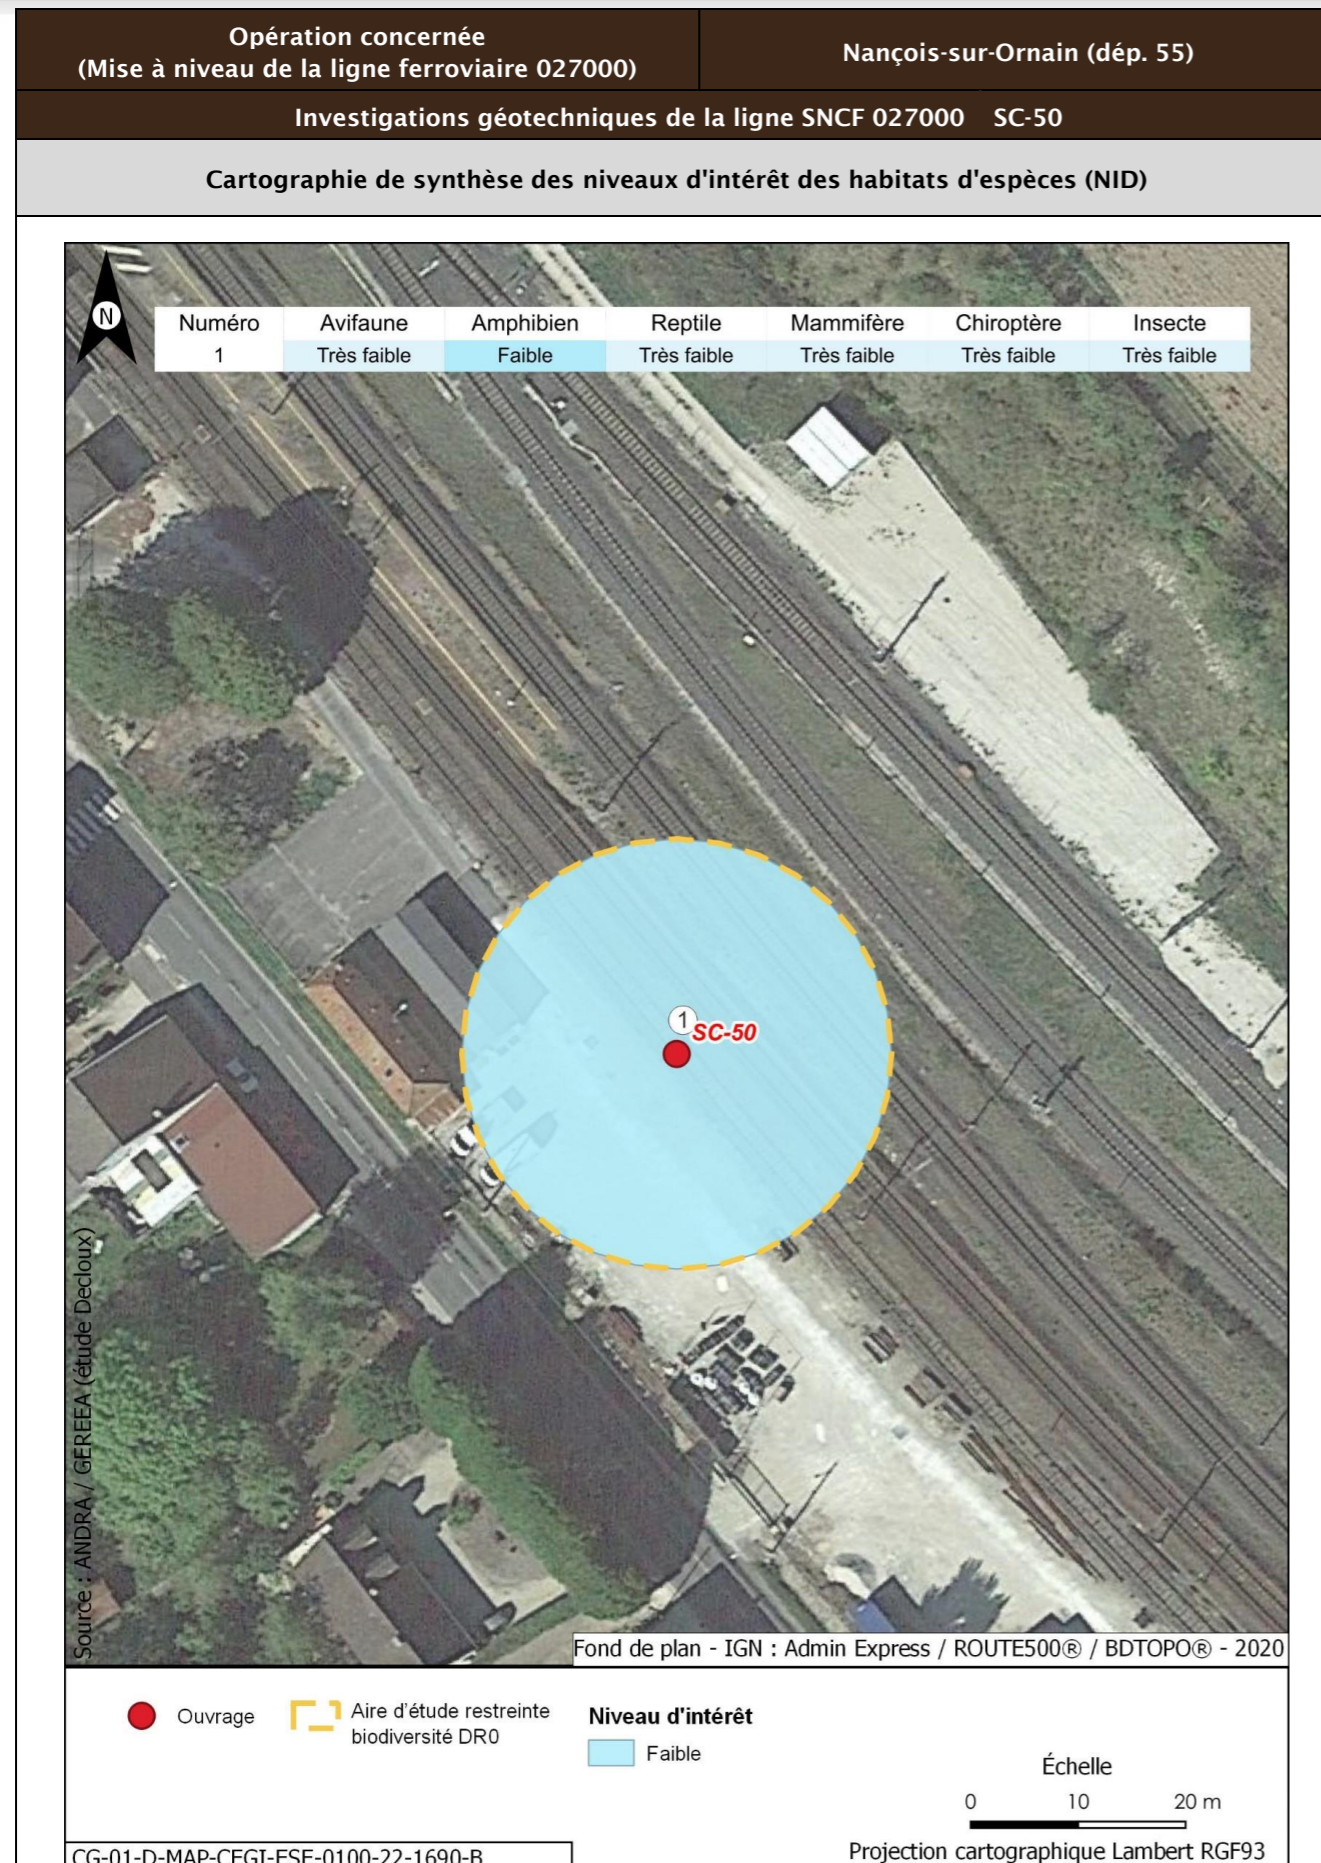 Opération concernée
(Mise à niveau de la ligne ferroviaire 027000)
Nançois-sur-Ornain (dép. 55)
Investigations géotechniques de la ligne SNCF 027000 SC-50
Cartographie de synthèse des niveaux d'intérêt des habitats d'espèces (NID)
N
Numéro Avifaune Amphibien Reptile Mammifère Chiroptère Insecte
1 Très faible Faible Très faible Très faible Très faible Très faible
1
SC-50
Source : ANDRA / GEREEA (étude Decloux)
Fond de plan - IGN : Admin Express / ROUTE500® / BDTOPO® - 2020
Ouvrage
Aire d'étude restreinte
biodiversité DR0
Niveau d'intérêt
Faible
Échelle
0 10 20 m
Projection cartographique Lambert RGF93
CG-01-D-MAP-CEGI-ESE-0100-22-1690-B